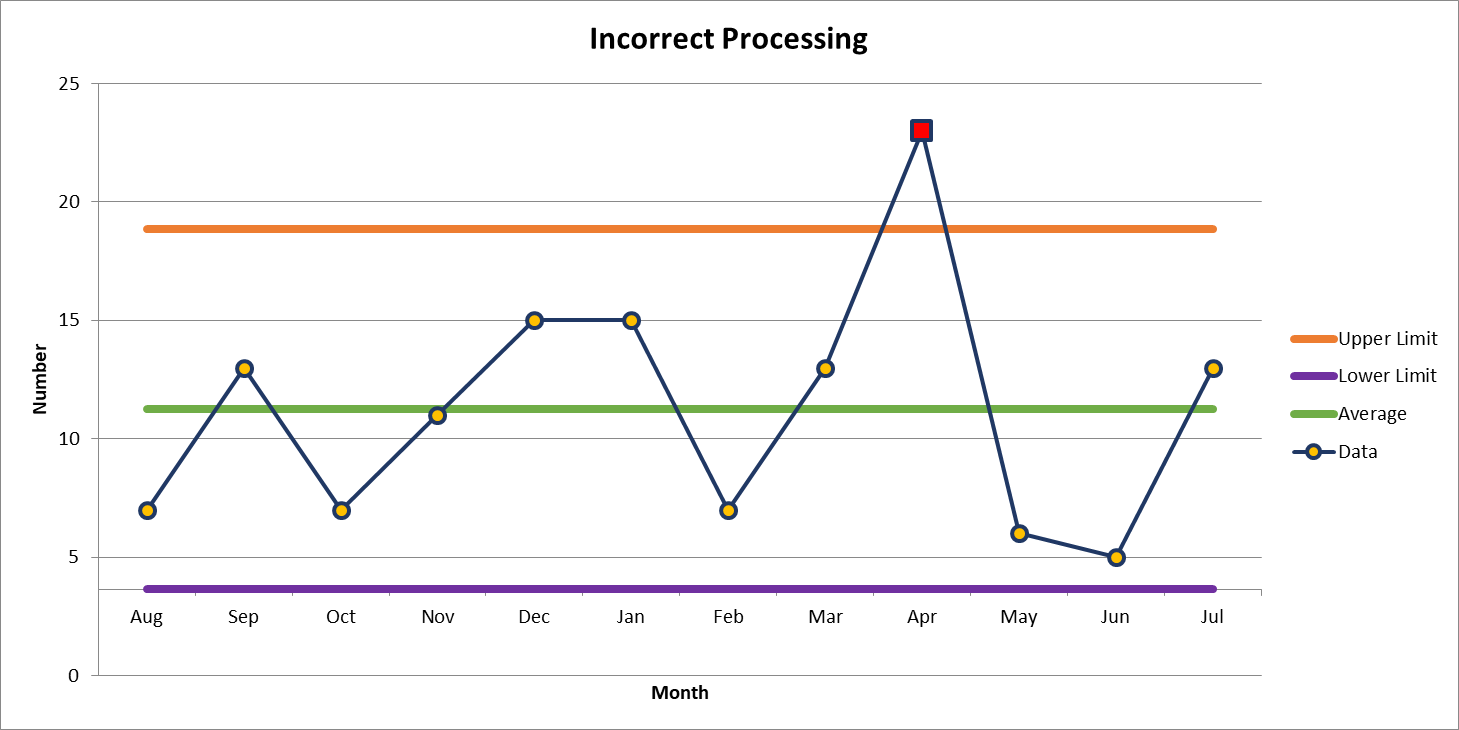 Incorrect Processing
25
20
15
10
5
0
Number
Aug Sep Oct Nov Dec Jan Feb Mar Apr May Jun Jul
Month
Upper Limit
Lower Limit
Average
Data